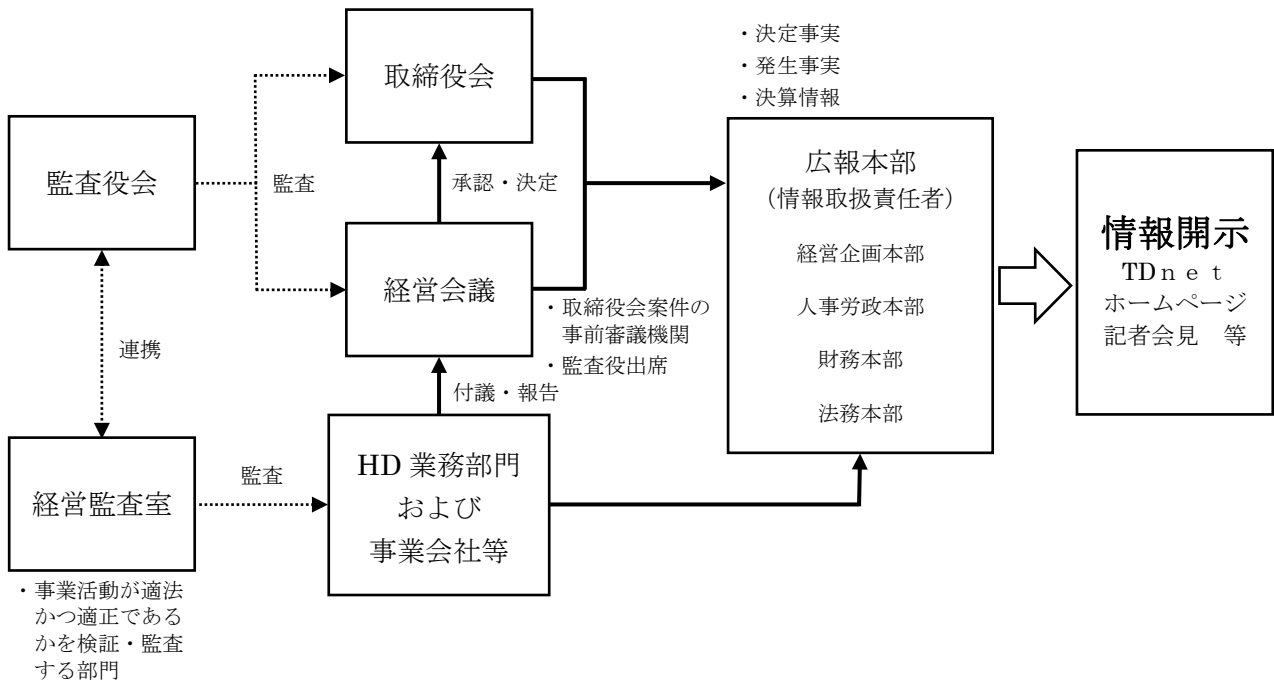 取締役会
監査役会
監査
承認・決定
経営会議
・取締役会案件の
事前審議機関
・監査役出席
連携
付議・報告
経営監査室
監査
HD 業務部門
および
事業会社等
・事業活動が適法
かつ適正である
かを検証・監査
する部門
・決定事実
・発生事実
・決算情報
広報本部
（情報取扱責任者）
経営企画本部
人事労政本部
財務本部
法務本部
情報開示
TDｎｅｔ
ホームページ
記者会見　等